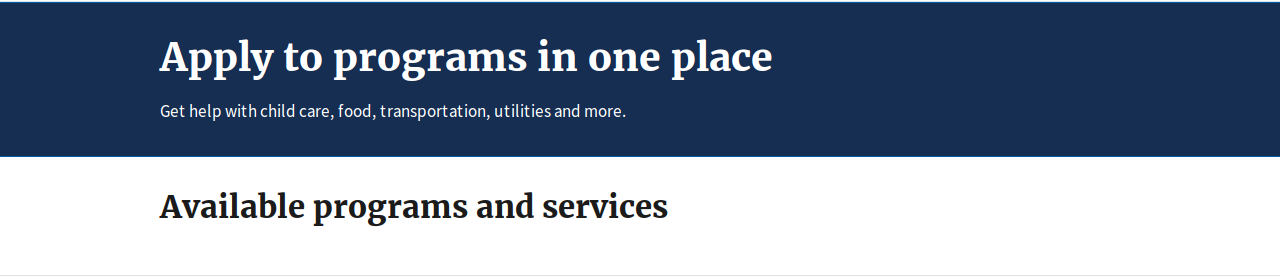 Apply to programs in one place
Get help with child care, food, transportation, utilities and more.
Available programs and services